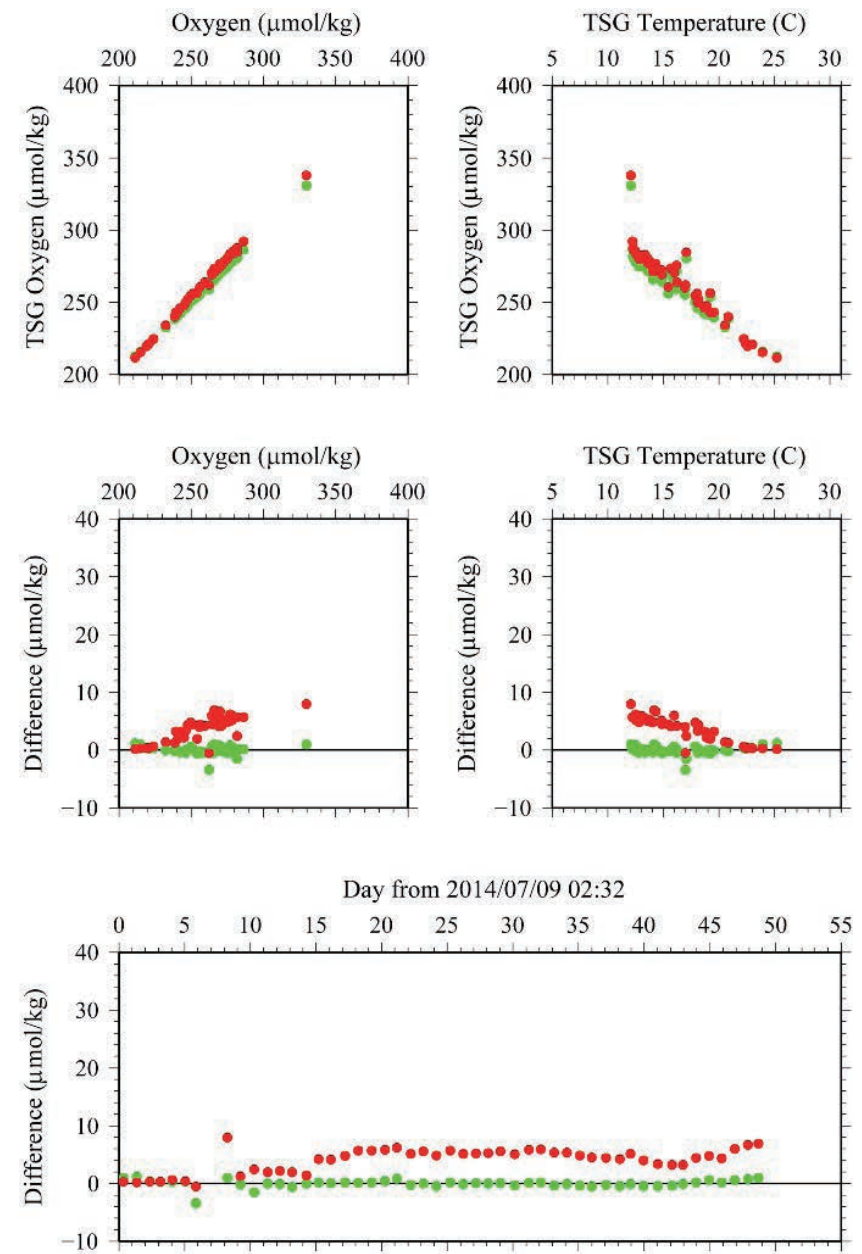 Oxygen (μmol/kg) TSG Temperature (C)
200 250 300 350 400 5 10 15 20 25 30
TSG Oxygen (μmol/kg)
400
350
300
250
200
TSG Oxygen (μmol/kg)
400
350
300
250
200
Oxygen (μmol/kg) TSG Temperature (C)
200 250 300 350 400 5 10 15 20 25 30
Difference (μmol/kg)
40
30
20
10
0
−10
Difference (μmol/kg)
40
30
20
10
0
−10
Day from 2014/07/09 02:32
0 5 10 15 20 25 30 35 40 45 50 55
Difference (μmol/kg)
40
30
20
10
0
−10